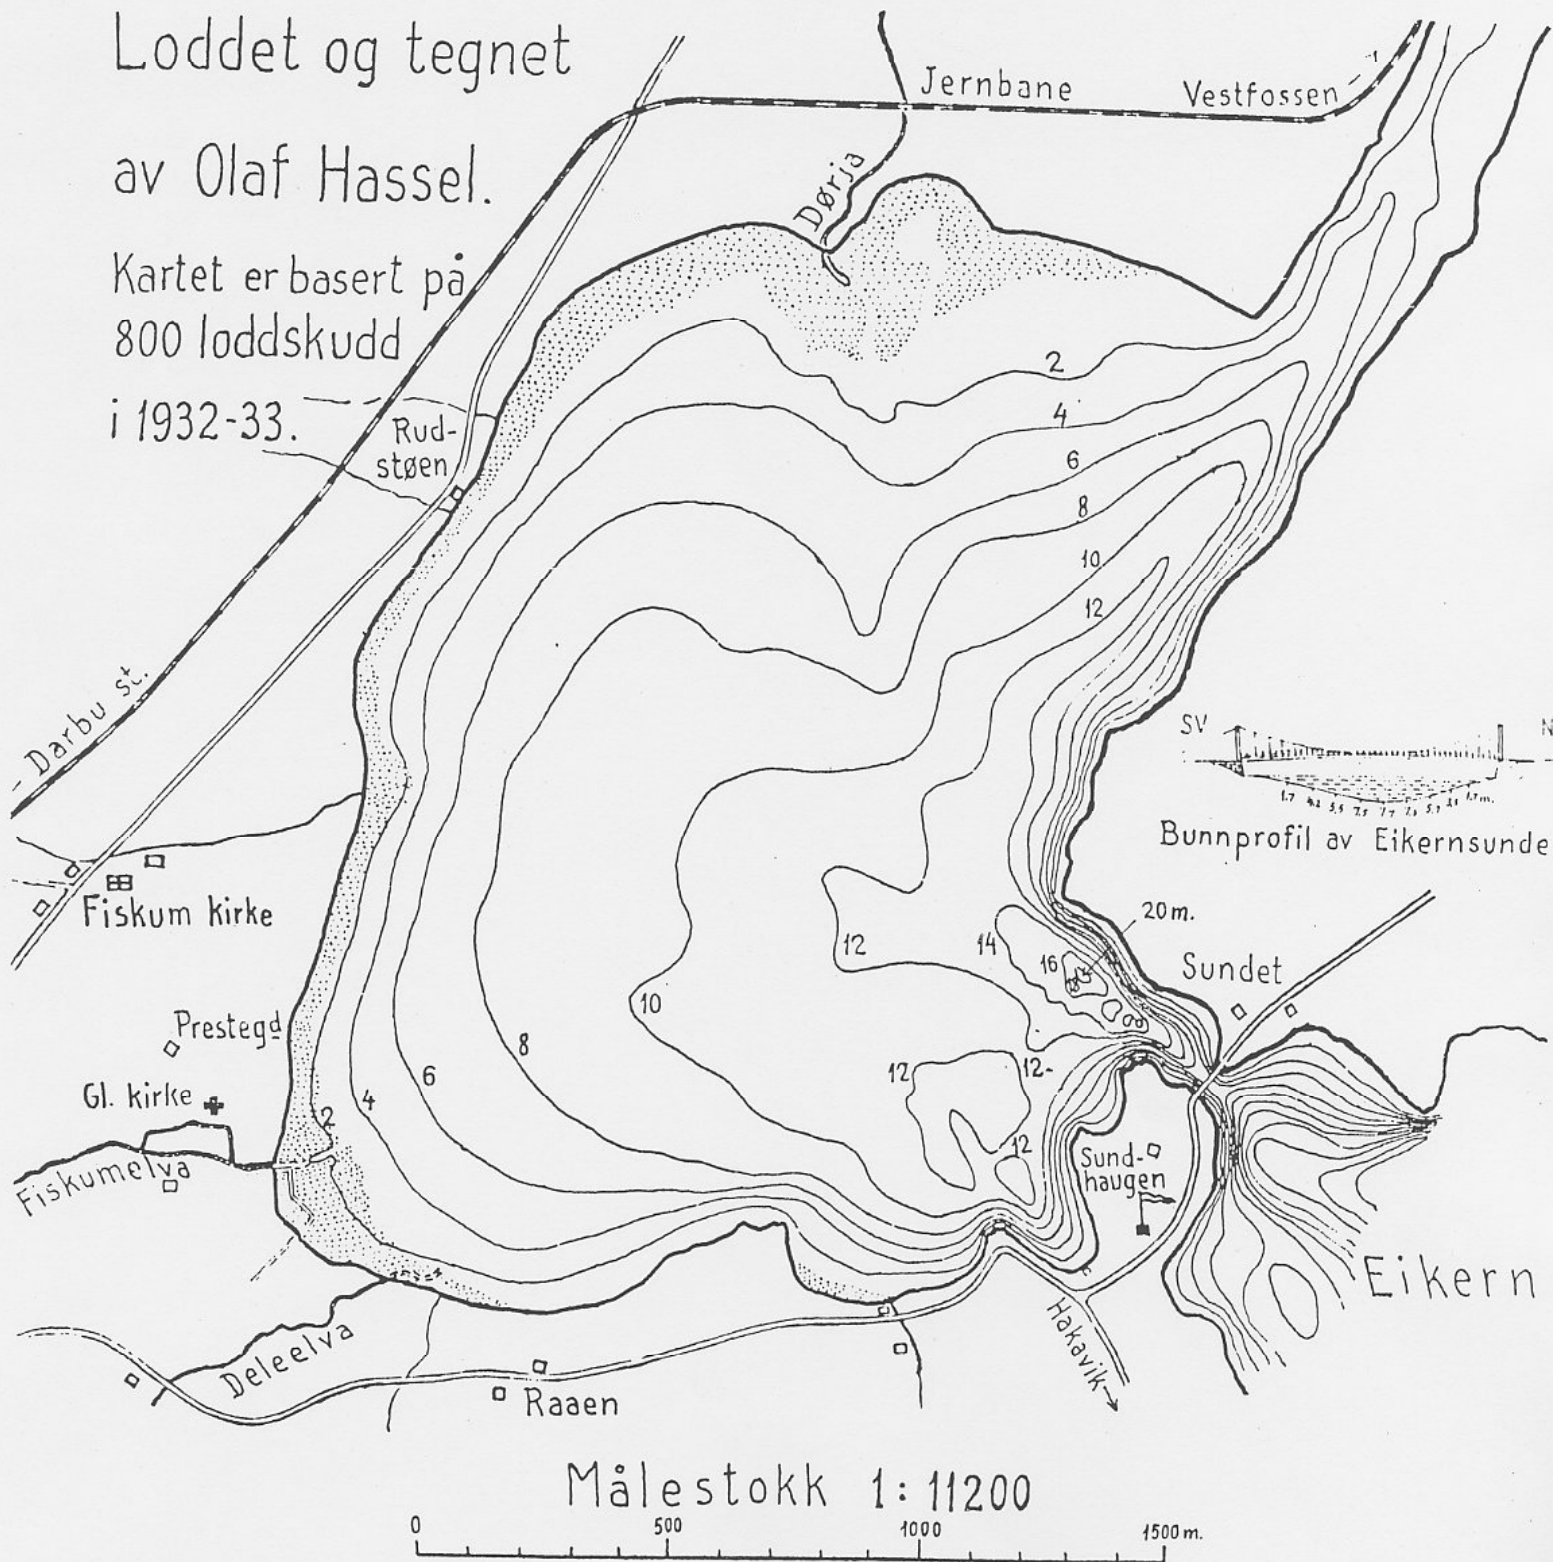 Loddet og tegnet
av Olaf Hassel.
Kartet er basert på
800 loddskudd
i 1932-33.
Jernbane
Vestfossen
Dørja
Rud-
støen
2
4
6
8
10
12
Darbu st.
SV
N
Bunnprofil av Eikernsunde
20 m.
Fiskum kirke
12
14
16
Sundet
10
8
6
4
2
Prestegd
Gl. kirke
12
12
12
Fiskumelva
Sund-
haugen
Eikern
Hakavik
Deleelva
Raaen
Målestokk 1:11200
0 500 1000 1500 m.